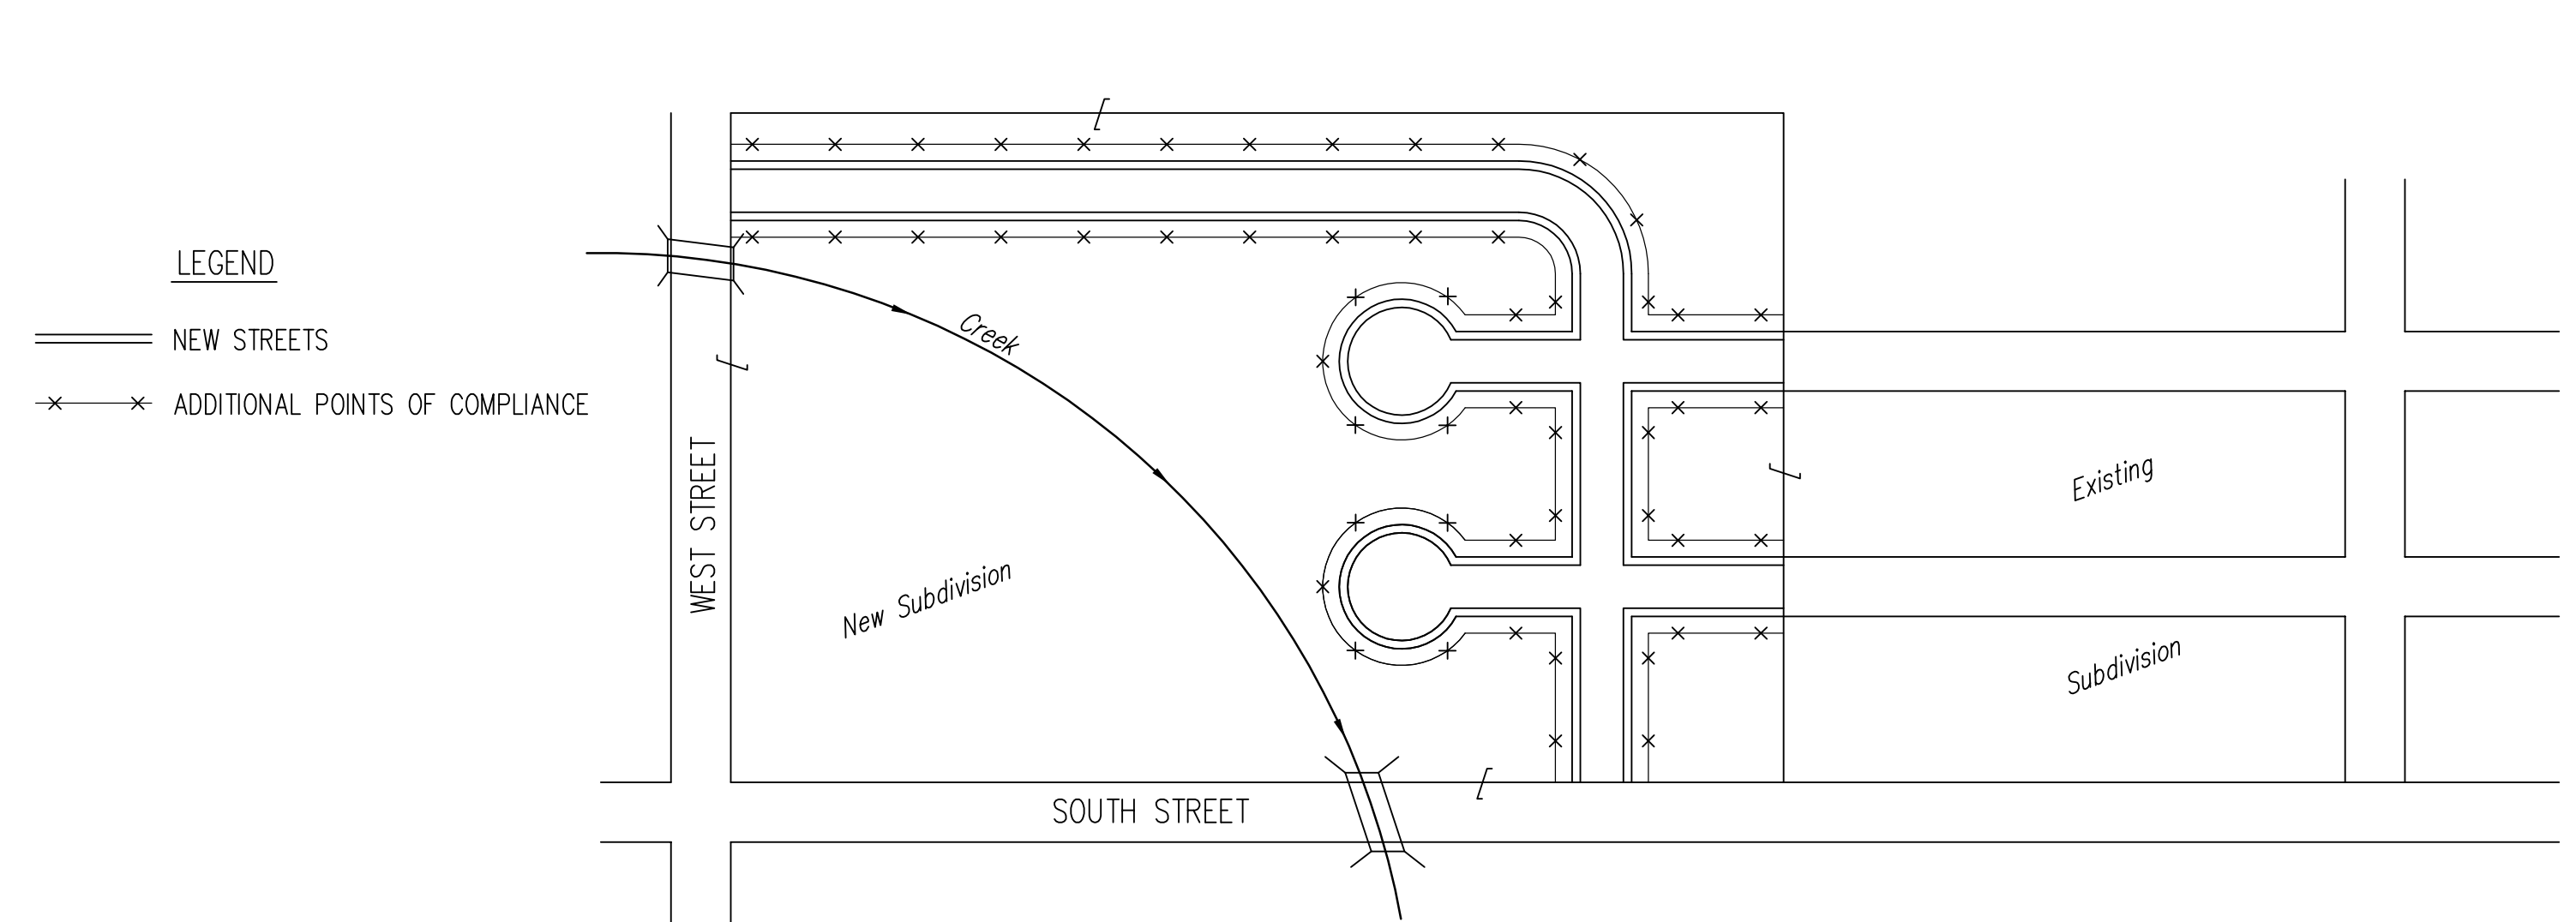 LEGEND
NEW STREETS
ADDITIONAL POINTS OF COMPLIANCE
Creek
WEST STREET
New Subdivision
Existing
Subdivision
SOUTH STREET